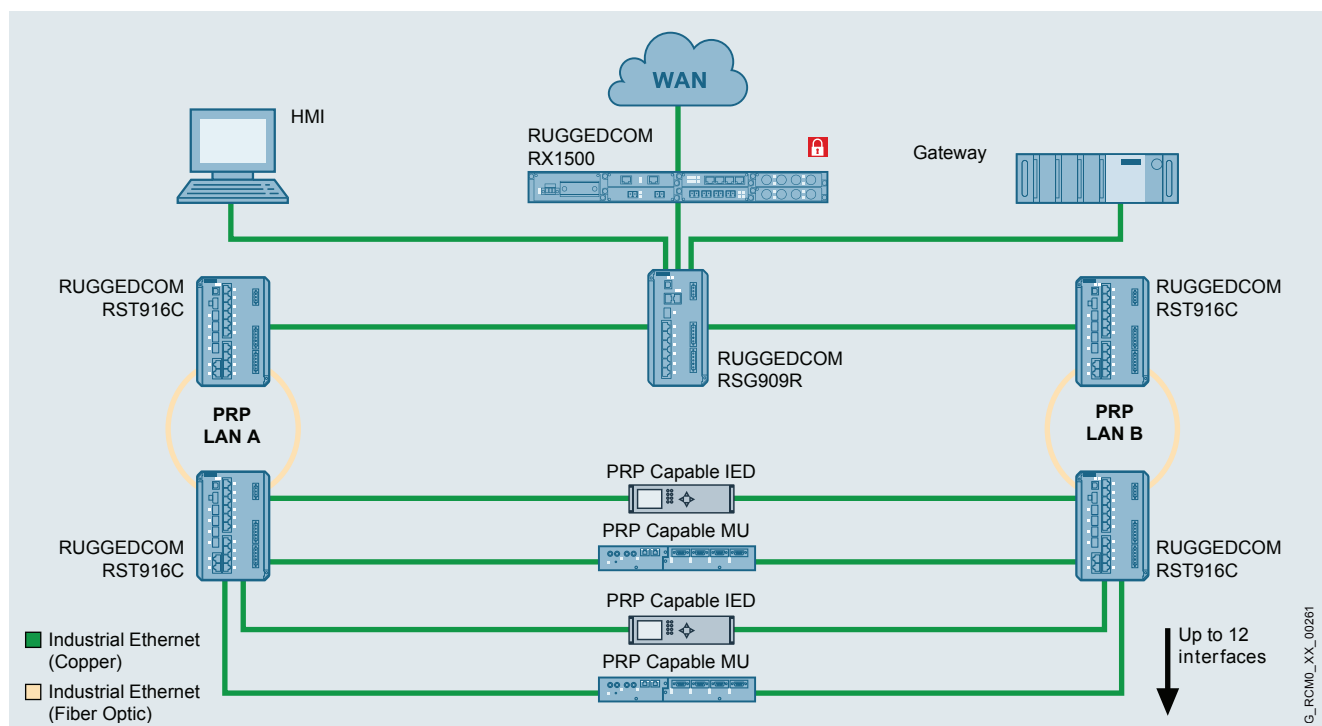 WAN
HMI
RUGGEDCOM
RX1500
Gateway
RUGGEDCOM
RST916C
RUGGEDCOM
RST916C
RUGGEDCOM
RSG909R
PRP
LAN A
PRP
LAN B
PRP Capable IED
PRP Capable MU
RUGGEDCOM
RST916C
RUGGEDCOM
RST916C
PRP Capable IED
PRP Capable MU
Industrial Ethernet
(Copper)
Industrial Ethernet
(Fiber Optic)
Up to 12
interfaces
G_RCM0_XX_00261